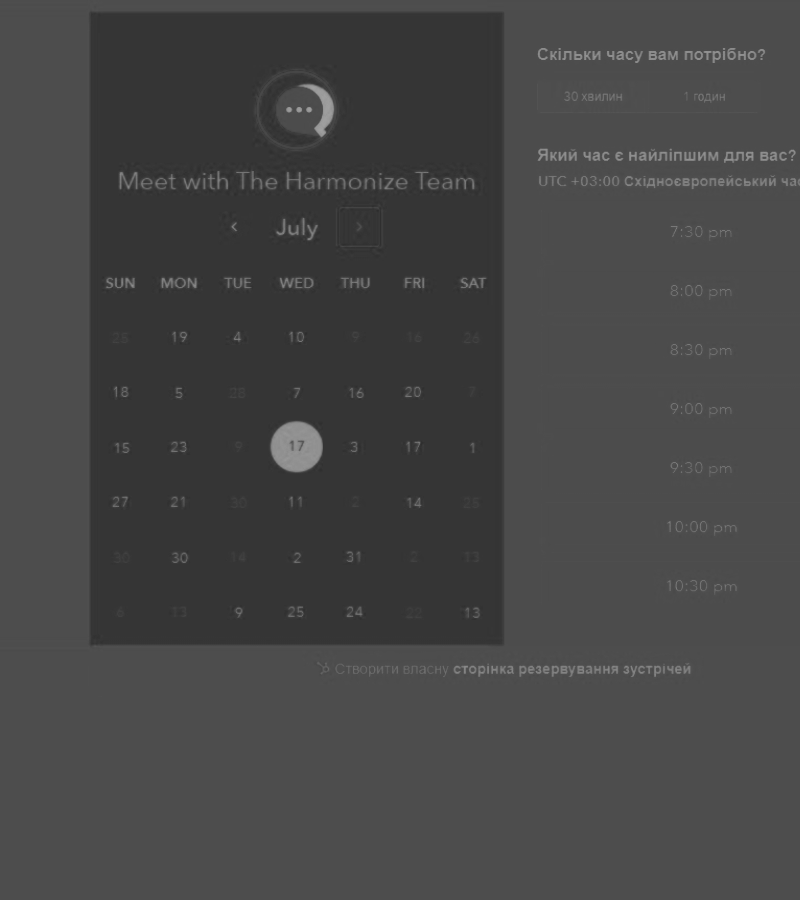 Meet with The Harmonize Team
July
SUN MON TUE WED THU FRI SAT
28 19 4 10 9 18 26
18 5 28 7 16 20 7
15 23 9 17 3 17 1
27 21 30 11 2 14 25
30 30 14 2 31 2 13
6 13 9 25 24 22 13
Скільки часу вам потрібно?
30 хвилин 1 годин
Який час є найліпшим для вас?
UTC +03:00 Східноєвропейський час
7:30 pm
8:00 pm
8:30 pm
9:00 pm
9:30 pm
10:00 pm
10:30 pm
Створити власну сторінка резервування зустрічей